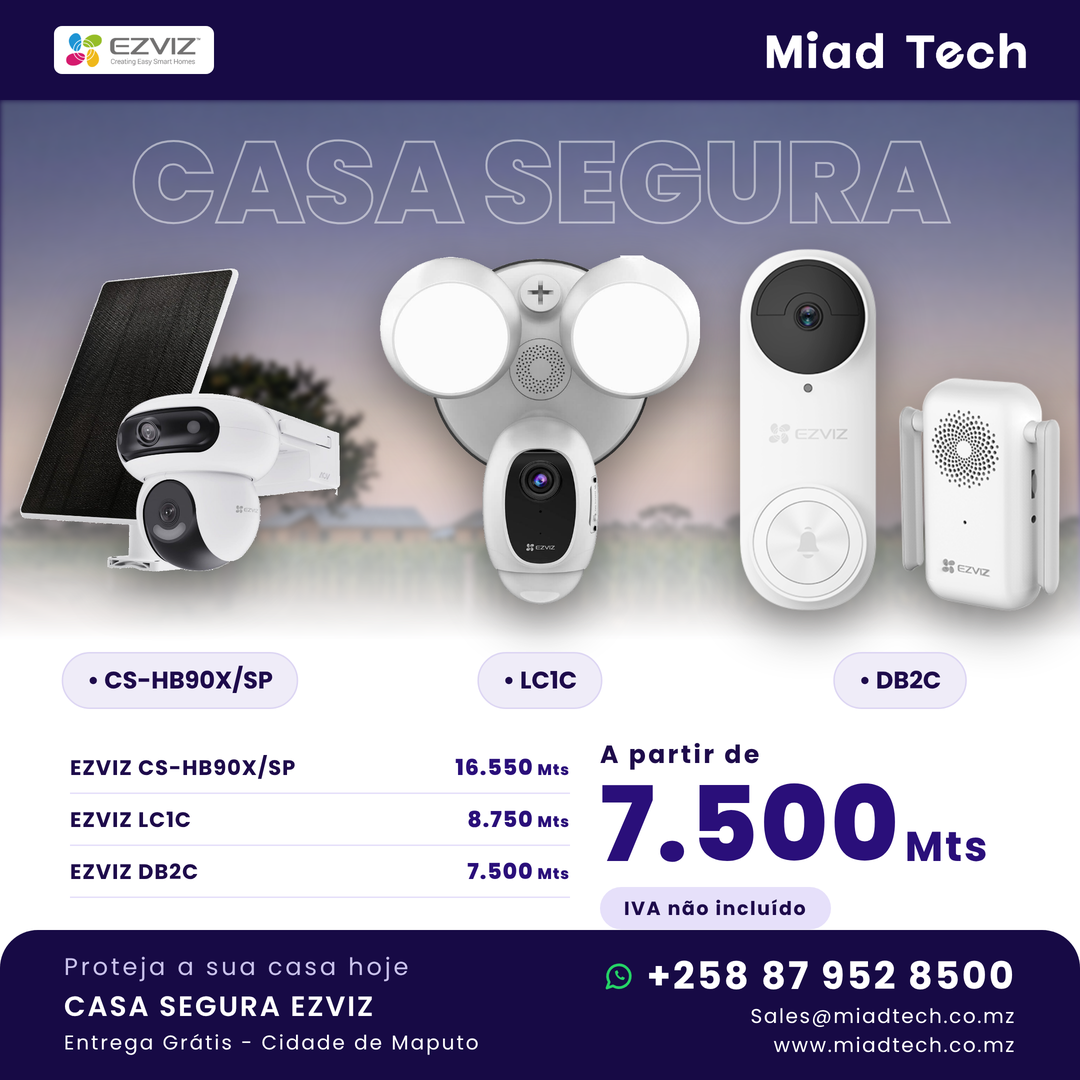 EZVIZ™
Creating Easy Smart Homes
Miad Tech
CASA SEGURA
EZVIZ
EZVIZ
EZVIZ
EZVIZ
• CS-HB90X/SP
• LC1C
• DB2C
EZVIZ CS-HB90X/SP 16.550 Mts
EZVIZ LC1C 8.750 Mts
EZVIZ DB2C 7.500 Mts
A partir de
7.500 Mts
IVA não incluído
Proteja a sua casa hoje
CASA SEGURA EZVIZ
Entrega Grátis - Cidade de Maputo
+258 87 952 8500
Sales@miadtech.co.mz
www.miadtech.co.mz